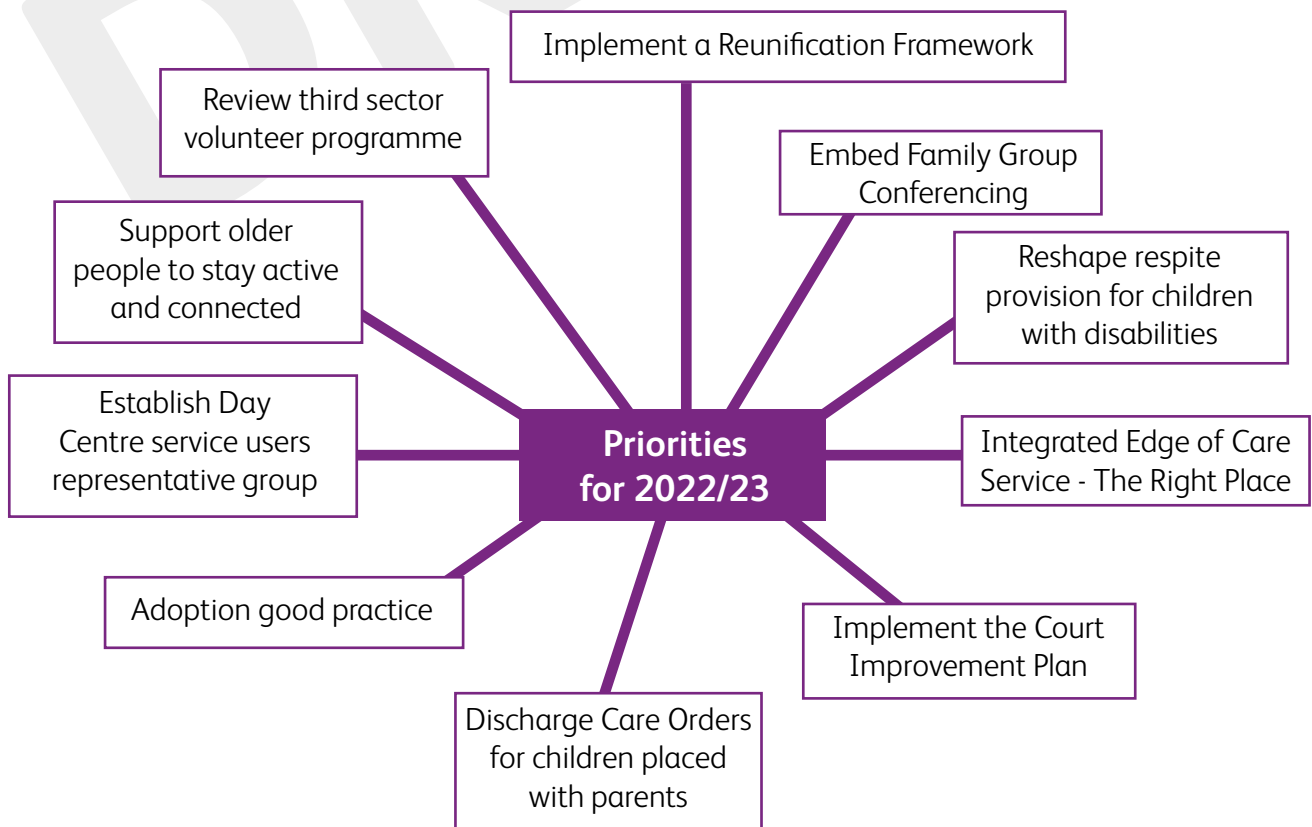 Implement a Reunification Framework
Review third sector
volunteer programme
Embed Family Group
Conferencing
Support older
people to stay active
and connected
Reshape respite
provision for children
with disabilities
Establish Day
Centre service users
representative group
Priorities
for 2022/23
Integrated Edge of Care
Service - The Right Place
Adoption good practice
Implement the Court
Improvement Plan
Discharge Care Orders
for children placed
with parents